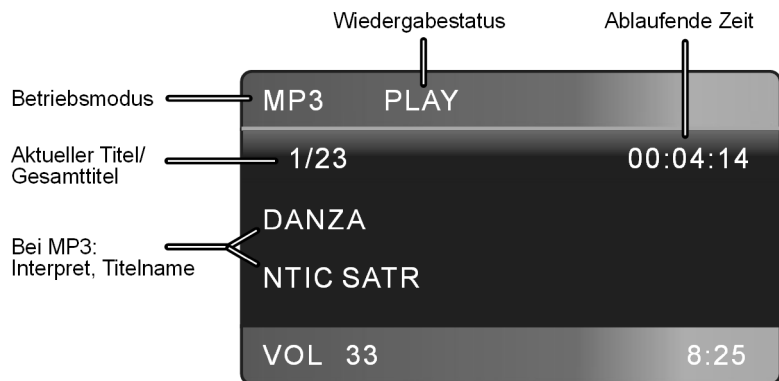 Wiedergabestatus Ablaufende Zeit
Betriebsmodus MP3 PLAY
Aktueller Titel/
Gesamttitel
1/23 00:04:14
DANZA
Bei MP3:
Interpret, Titelname
NTIC SATR
VOL 33 8:25